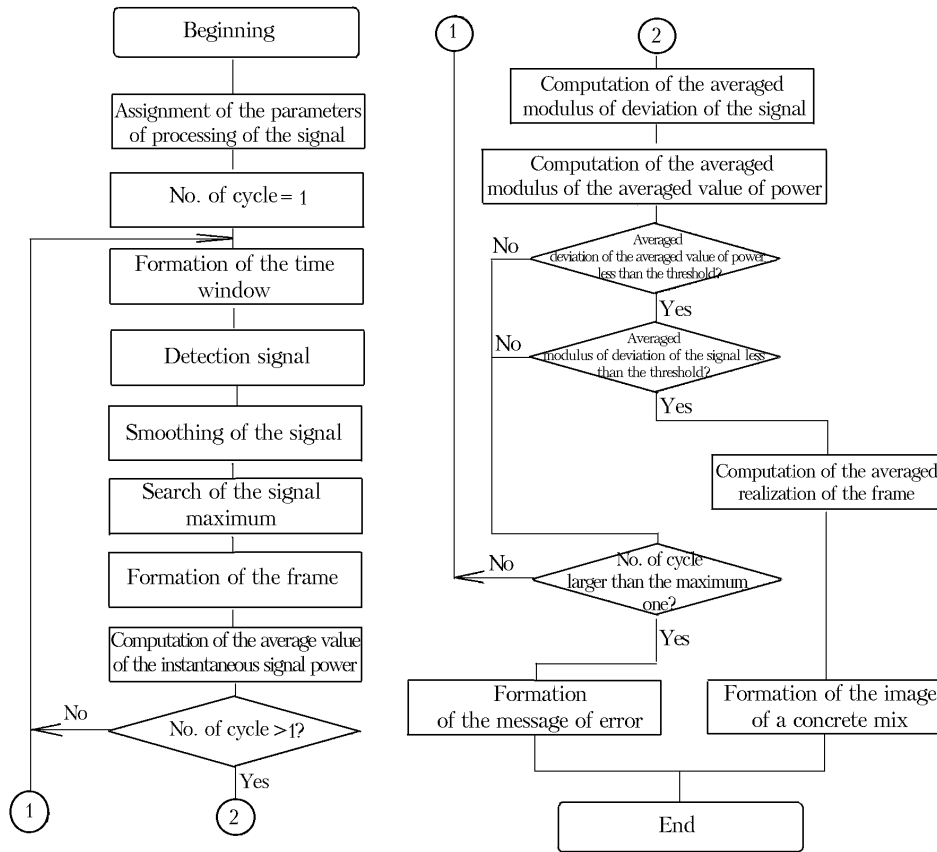 Beginning
Assignment of the parameters
of processing of the signal
No. of cycle = 1
Formation of the time
window
Detection signal
Smoothing of the signal
Search of the signal
maximum
Formation of the frame
Computation of the average value
of the instantaneous signal power
No
No. of cycle >1?
Yes
1
2
1
2
Computation of the averaged
modulus of deviation of the signal
Computation of the averaged
modulus of the averaged value of power
No
Averaged
deviation of the averaged value of power
less than the threshold?
Yes
No
Averaged
modulus of deviation of the signal less
than the threshold?
Yes
Computation of the averaged
realization of the frame
No
No. of cycle
larger than the maximum
one?
Yes
Formation
of the message of error
Formation of the image
of a concrete mix
End